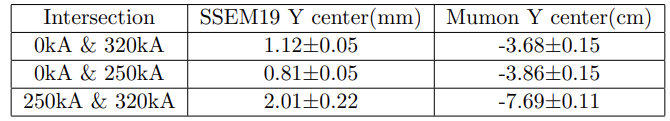 Intersection SSEM19 Y center(mm) Mumon Y center(cm)
0kA & 320kA 1.12±0.05 -3.68±0.15
0kA & 250kA 0.81±0.05 -3.86±0.15
250kA & 320kA 2.01±0.22 -7.69±0.11